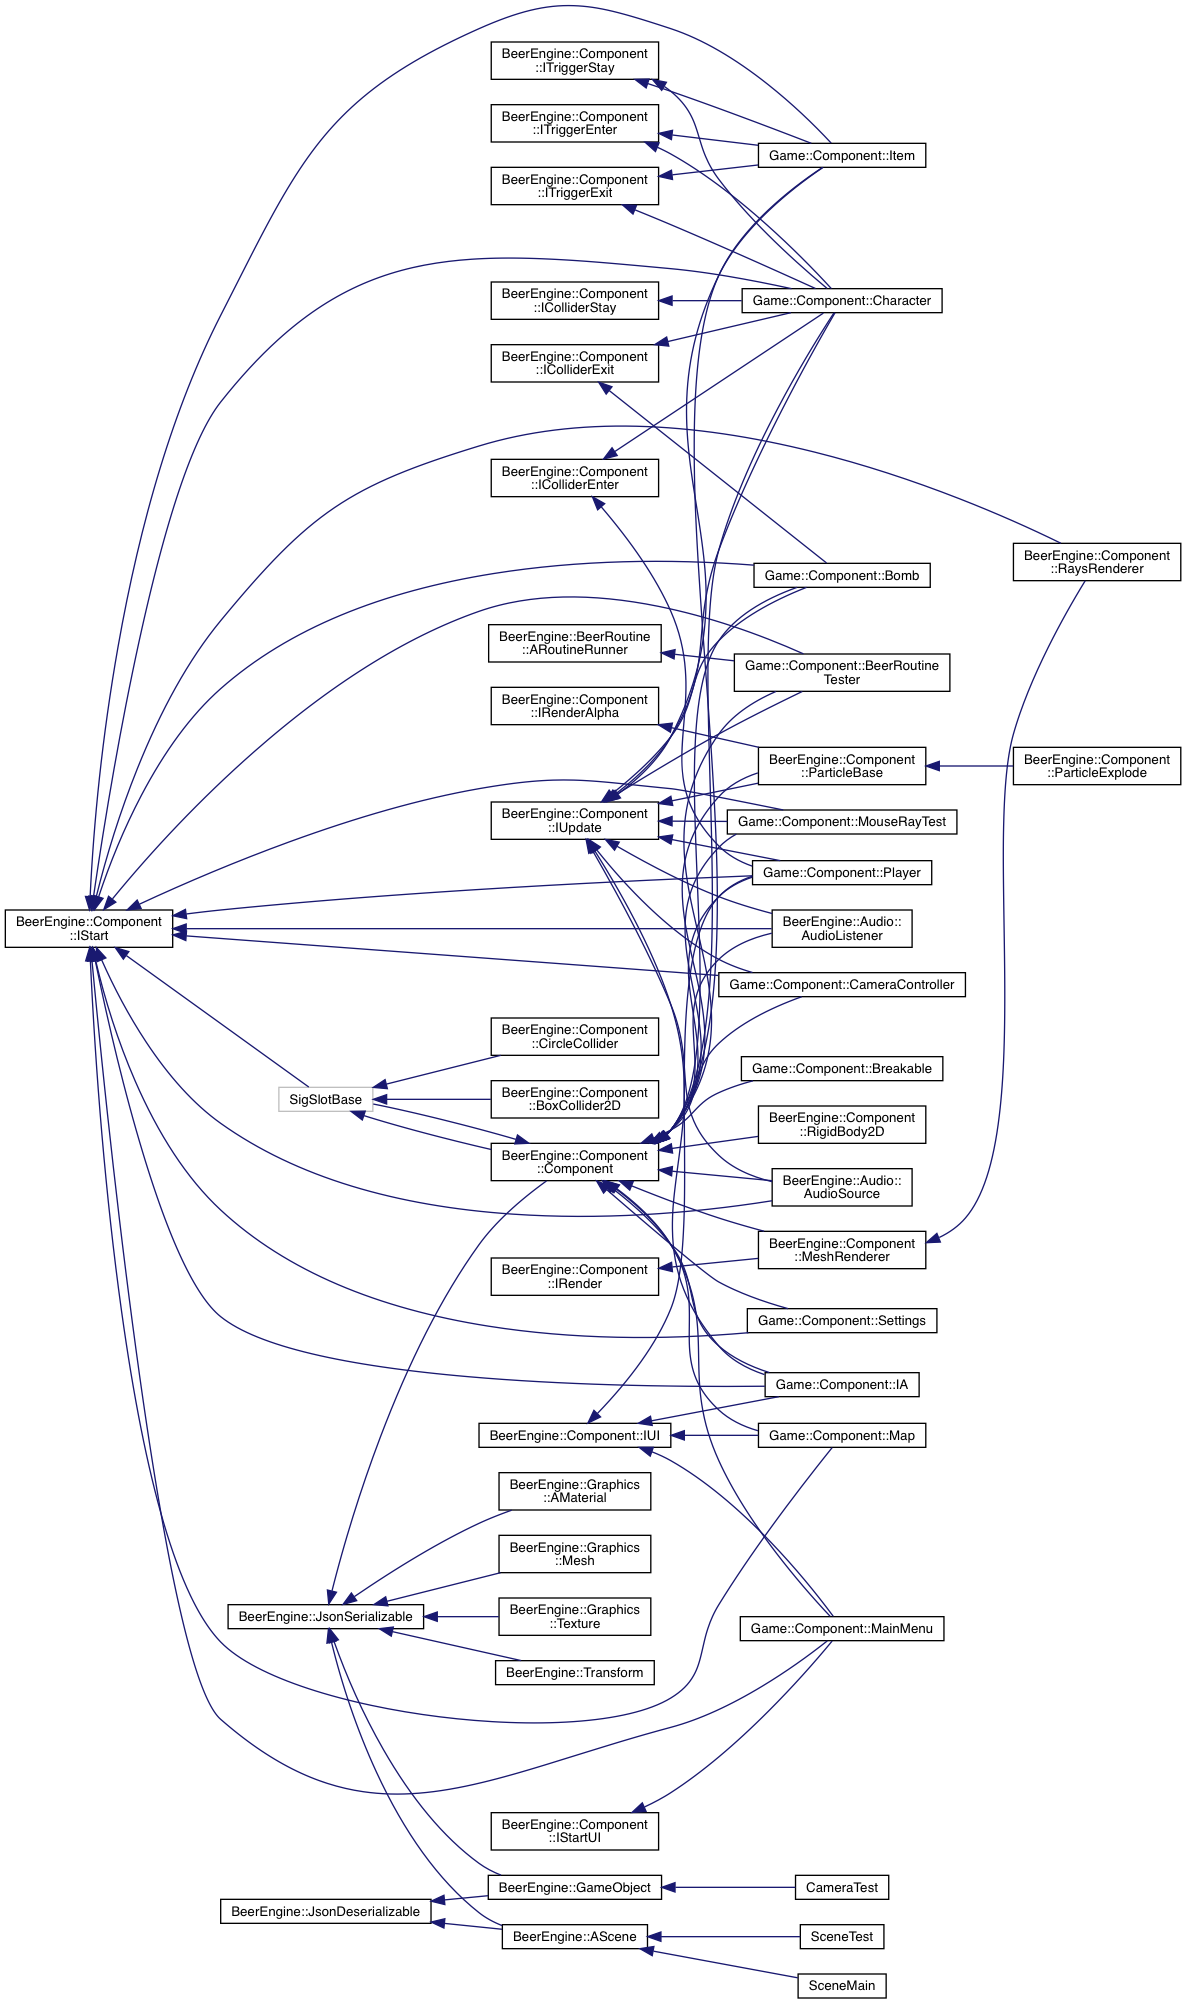 BeerEngine::Component
::ITriggerStay
BeerEngine::Component
::ITriggerEnter
Game::Component::Item
BeerEngine::Component
::ITriggerExit
BeerEngine::Component
::IColliderStay
Game::Component::Character
BeerEngine::Component
::IColliderExit
BeerEngine::Component
::IColliderEnter
BeerEngine::Component
::RaysRenderer
Game::Component::Bomb
BeerEngine::BeerRoutine
::ARoutineRunner
Game::Component::BeerRoutine
Tester
BeerEngine::Component
::IRenderAlpha
BeerEngine::Component
::ParticleBase
BeerEngine::Component
::ParticleExplode
BeerEngine::Component
::IUpdate
Game::Component::MouseRayTest
Game::Component::Player
BeerEngine::Component
::IStart
BeerEngine::Audio::
AudioListener
Game::Component::CameraController
BeerEngine::Component
::CircleCollider
Game::Component::Breakable
SigSlotBase
BeerEngine::Component
::BoxCollider2D
BeerEngine::Component
::RigidBody2D
BeerEngine::Component
::Component
BeerEngine::Audio::
AudioSource
BeerEngine::Component
::MeshRenderer
BeerEngine::Component
::IRender
Game::Component::Settings
Game::Component::IA
BeerEngine::Component::IUI
Game::Component::Map
BeerEngine::Graphics
::AMaterial
BeerEngine::Graphics
::Mesh
BeerEngine::JsonSerializable
BeerEngine::Graphics
::Texture
Game::Component::MainMenu
BeerEngine::Transform
BeerEngine::Component
::IStartUI
BeerEngine::GameObject
CameraTest
BeerEngine::JsonDeserializable
BeerEngine::AScene
SceneTest
SceneMain